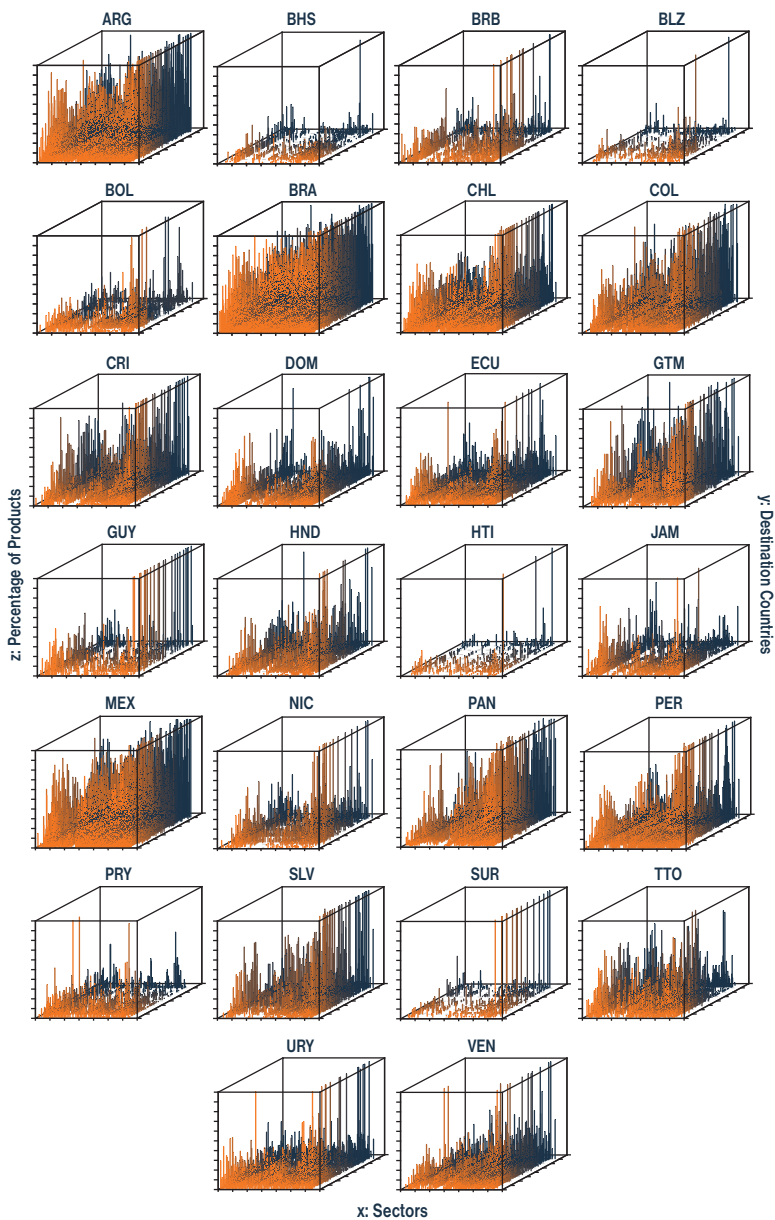 ARG
BHS
BRB
BLZ
BOL
BRA
CHL
COL
CRI
DOM
ECU
GTM
z: Percentage of Products
y: Destination Countries
GUY
HND
HTI
JAM
MEX
NIC
PAN
PER
PRY
SLV
SUR
TTO
URY
VEN
x: Sectors